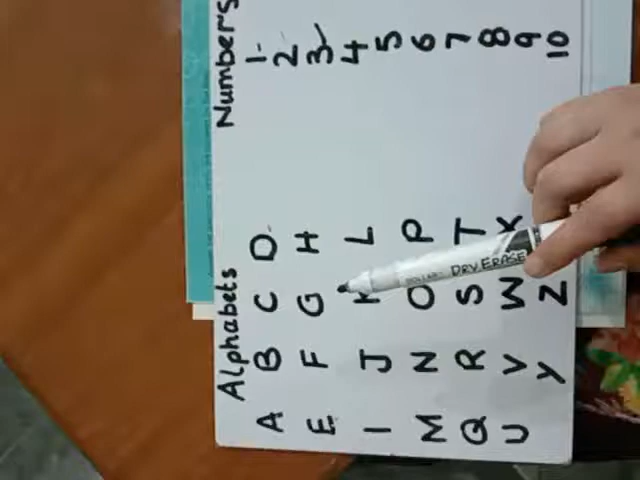 Alphabets Numbers
A B C D 1
E F G H 2
I J K L 3
M N O P 4
Q R S T 5
U V W X 6
Y Z 7
8
9
10
DRY ERASE